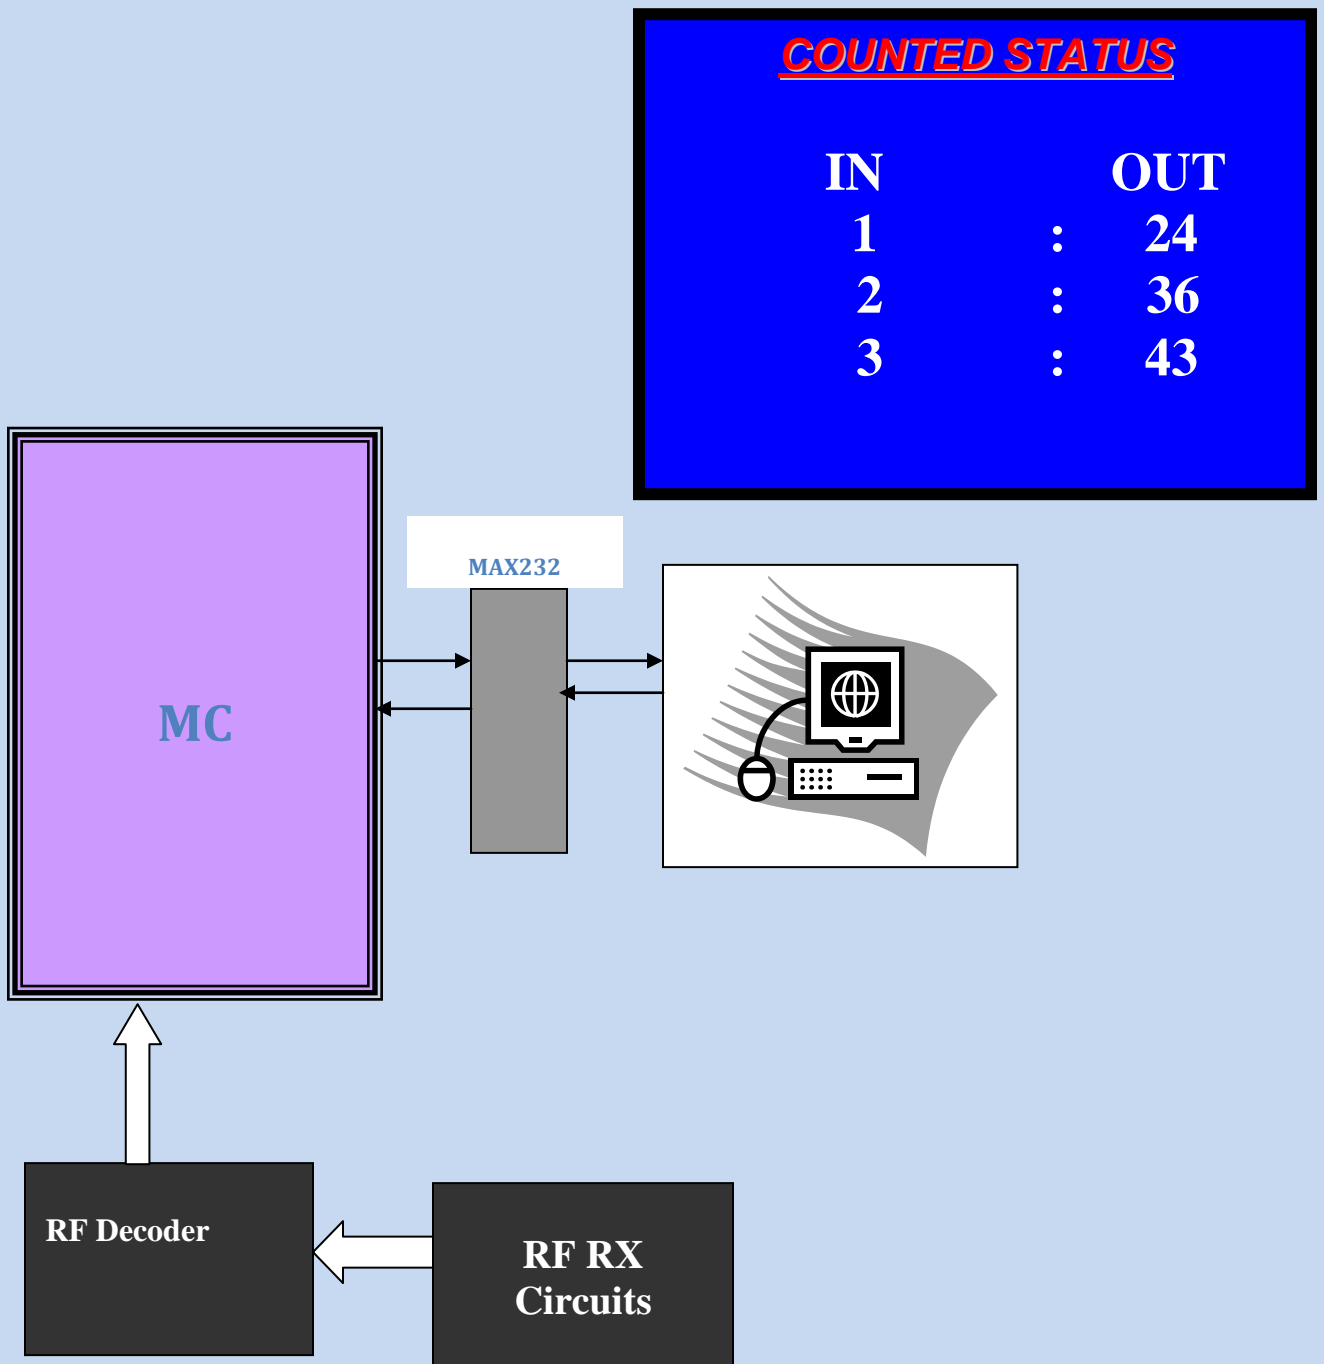 COUNTED STATUS
IN OUT
1 : 24
2 : 36
3 : 43
MAX232
MC
RF Decoder
RF RX
Circuits